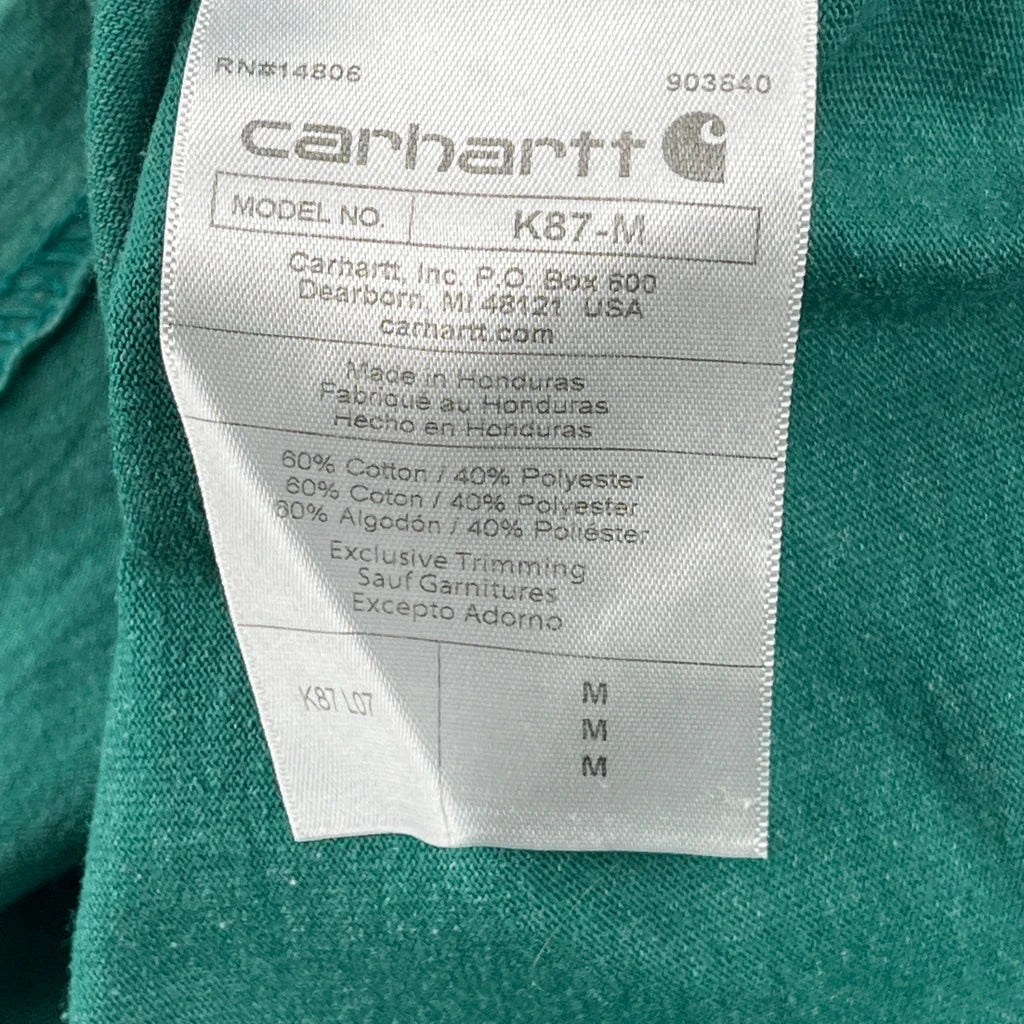 RN#14806
903640
carhartt
MODEL NO. K87-M
Carhartt, Inc. P.O. Box 600
Dearborn, MI 48121 USA
carhartt.com
Made in Honduras
Fabriqué au Honduras
Hecho en Honduras
60% Cotton / 40% Polyester
60% Coton / 40% Polyester
60% Algodón / 40% Poliéster
Exclusive Trimming
Sauf Garnitures
Excepto Adorno
K87 L07
M
M
M